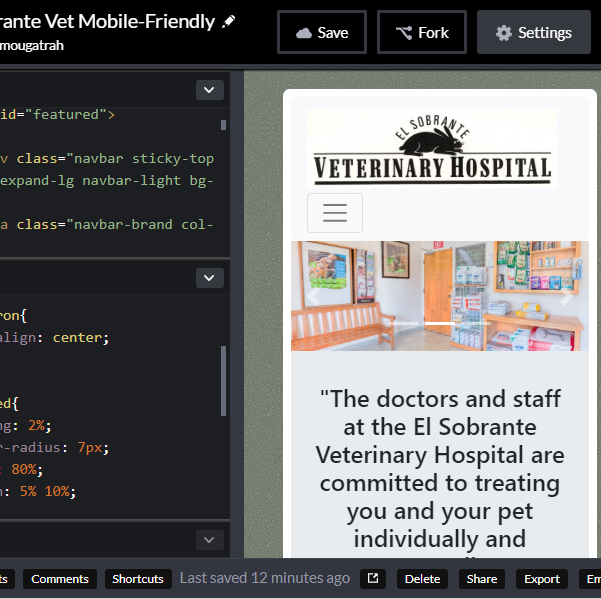 rante Vet Mobile-Friendly
mougatrah
Save
Fork
Settings
id="featured">
v class="navbar sticky-top
expand-lg navbar-light bg-
a class="navbar-brand col-
ron{
align: center;
ed{
ng: 2%;
r-radius: 7px;
: 80%;
n: 5% 10%;
EL SOBRANTE
VETERINARY HOSPITAL
"The doctors and staff
at the El Sobrante
Veterinary Hospital are
committed to treating
you and your pet
individually and
ts
Comments
Shortcuts
Last saved 12 minutes ago
Delete
Share
Export
Em